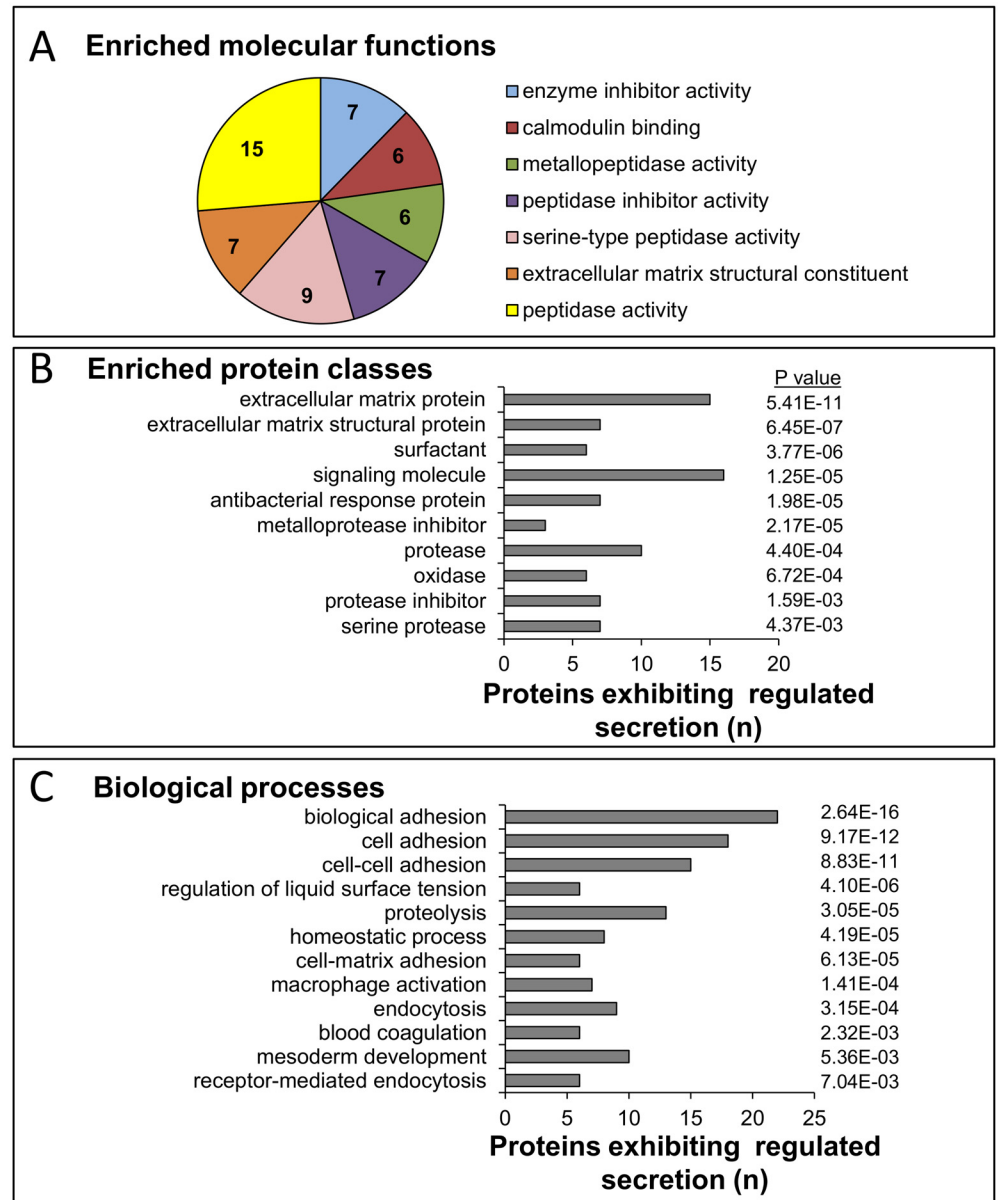 A Enriched molecular functions
7
15
6
6
7
9
7
enzyme inhibitor activity
calmodulin binding
metallopeptidase activity
peptidase inhibitor activity
serine-type peptidase activity
extracellular matrix structural constituent
peptidase activity
B Enriched protein classes
P value
extracellular matrix protein 5.41E-11
extracellular matrix structural protein 6.45E-07
surfactant 3.77E-06
signaling molecule 1.25E-05
antibacterial response protein 1.98E-05
metalloprotease inhibitor 2.17E-05
protease 4.40E-04
oxidase 6.72E-04
protease inhibitor 1.59E-03
serine protease 4.37E-03
0 5 10 15 20
Proteins exhibiting regulated
secretion (n)
C Biological processes
biological adhesion 2.64E-16
cell adhesion 9.17E-12
cell-cell adhesion 8.83E-11
regulation of liquid surface tension 4.10E-06
proteolysis 3.05E-05
homeostatic process 4.19E-05
cell-matrix adhesion 6.13E-05
macrophage activation 1.41E-04
endocytosis 3.15E-04
blood coagulation 2.32E-03
mesoderm development 5.36E-03
receptor-mediated endocytosis 7.04E-03
0 5 10 15 20 25
Proteins exhibiting regulated
secretion (n)